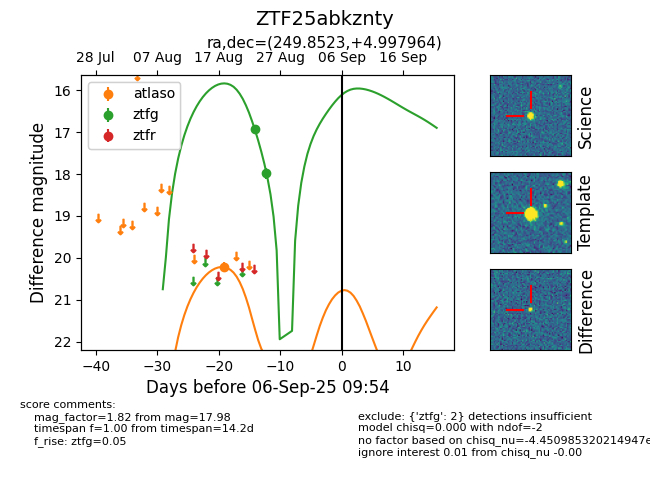 ZTF25abkznty
ra,dec=(249.8523,+4.997964)
28 Jul 07 Aug 17 Aug 27 Aug 06 Sep 16 Sep
atlaso
ztfg
ztfr
16
17
18
19
20
21
22
Difference magnitude
−40 −30 −20 −10 0 10
Days before 06-Sep-25 09:54
Science
Template
Difference
score comments:
mag_factor=1.82 from mag=17.98
timespan f=1.00 from timespan=14.2d
f_rise: ztfg=0.05
exclude: {'ztfg': 2} detections insufficient
model chisq=0.000 with ndof=-2
no factor based on chisq_nu=-4.450985320214947e
ignore interest 0.01 from chisq_nu -0.00